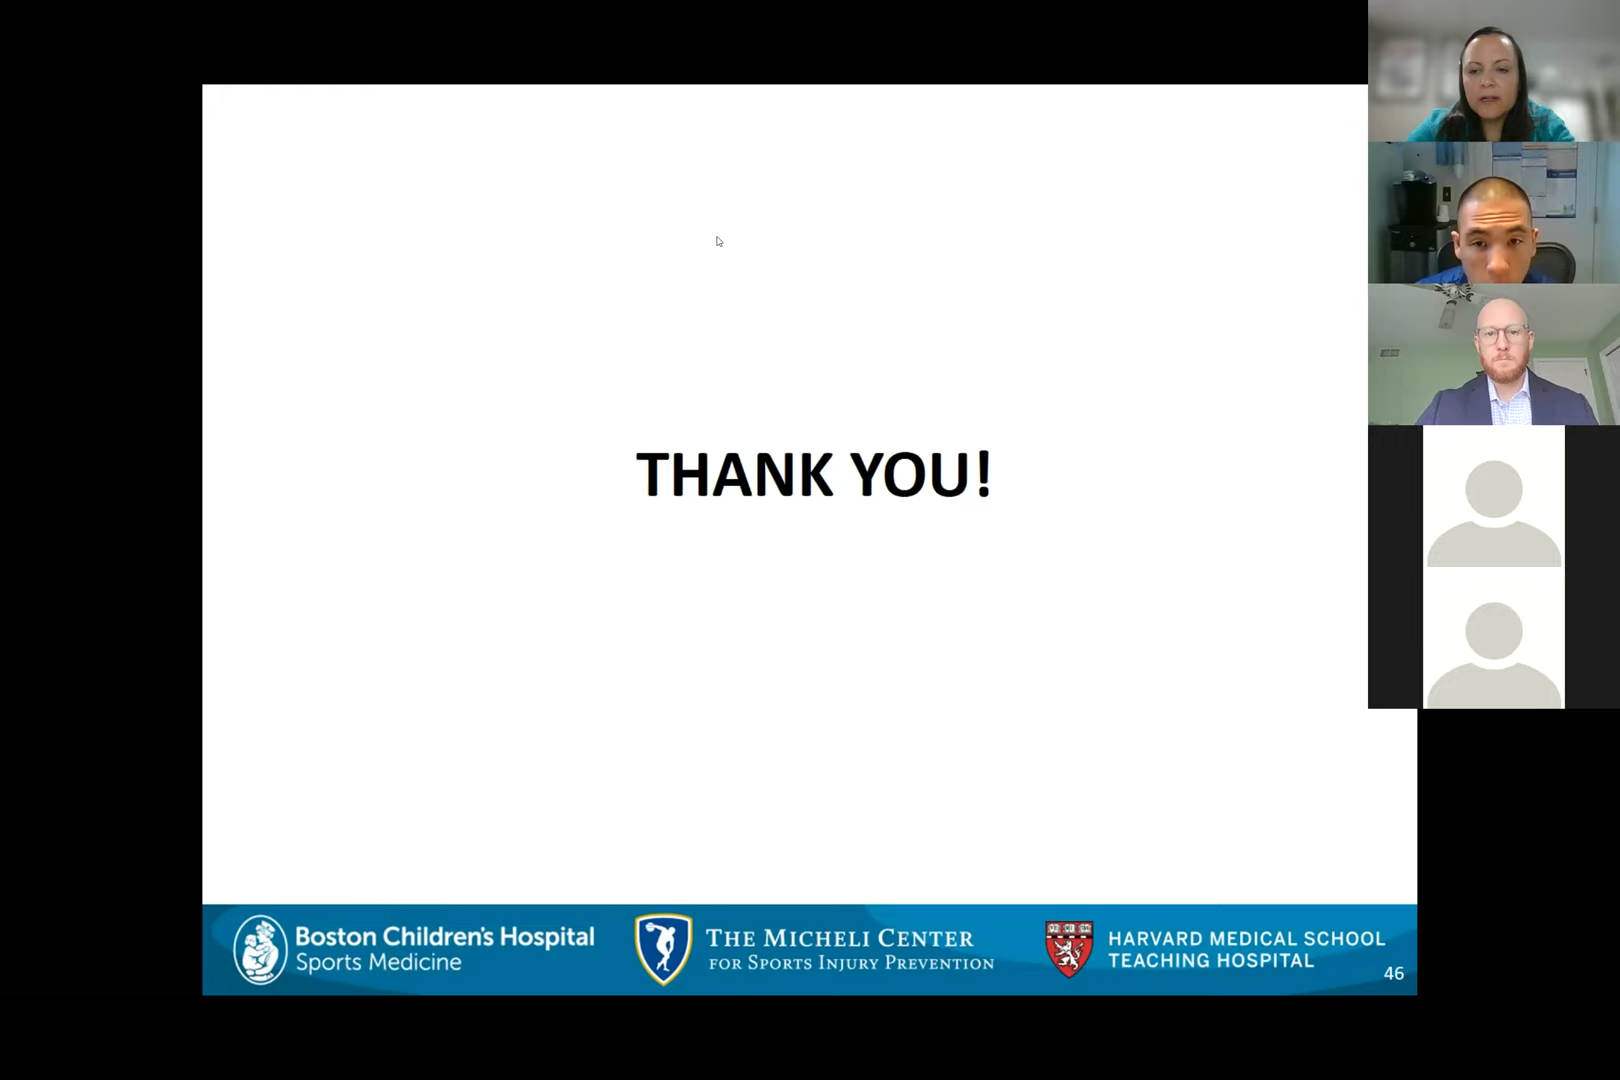 THANK YOU!
Boston Children's Hospital
Sports Medicine
THE MICHELI CENTER
FOR SPORTS INJURY PREVENTION
HARVARD MEDICAL SCHOOL
TEACHING HOSPITAL
46